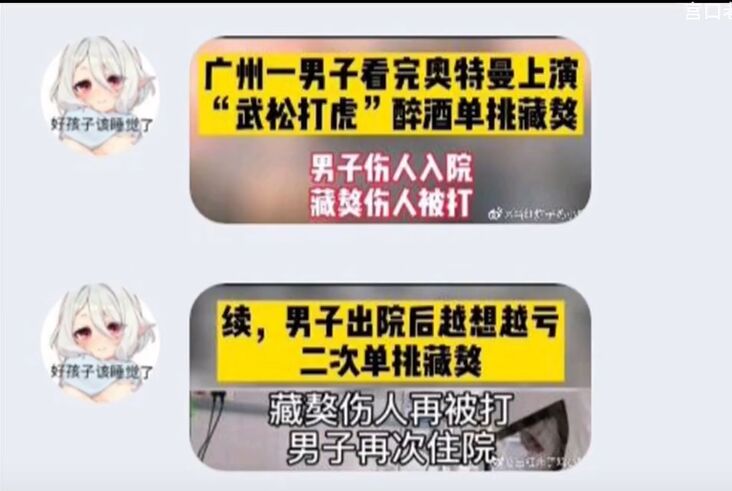 好孩子该睡觉了
广州一男子看完奥特曼上演
“武松打虎”醉酒单挑藏獒
男子伤人入院
藏獒伤人被打
好孩子该睡觉了
续，男子出院后越想越亏
二次单挑藏獒
藏獒伤人再被打
男子再次住院